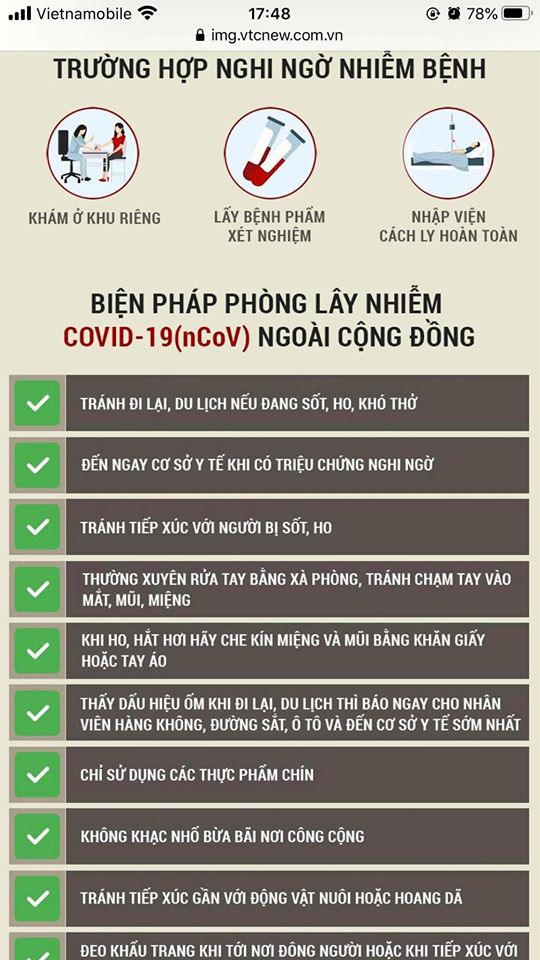 Vietnamobile 17:48 78%
img.vtcnew.com.vn
TRƯỜNG HỢP NGHI NGỜ NHIỄM BỆNH
KHÁM Ở KHU RIÊNG
LẤY BỆNH PHẨM
XÉT NGHIỆM
NHẬP VIỆN
CÁCH LY HOÀN TOÀN
BIỆN PHÁP PHÒNG LÂY NHIỄM
COVID-19(nCoV) NGOÀI CỘNG ĐỒNG
TRÁNH ĐI LẠI, DU LỊCH NẾU ĐANG SỐT, HO, KHÓ THỞ
ĐẾN NGAY CƠ SỞ Y TẾ KHI CÓ TRIỆU CHỨNG NGHI NGỜ
TRÁNH TIẾP XÚC VỚI NGƯỜI BỊ SỐT, HO
THƯỜNG XUYÊN RỬA TAY BẰNG XÀ PHÒNG, TRÁNH CHẠM TAY VÀO
MẮT, MŨI, MIỆNG
KHI HO, HẮT HƠI HÃY CHE KÍN MIỆNG VÀ MŨI BẰNG KHĂN GIẤY
HOẶC TAY ÁO
THẤY DẤU HIỆU ỐM KHI ĐI LẠI, DU LỊCH THÌ BÁO NGAY CHO NHÂN
VIÊN HÀNG KHÔNG, ĐƯỜNG SẮT, Ô TÔ VÀ ĐẾN CƠ SỞ Y TẾ SỚM NHẤT
CHỈ SỬ DỤNG CÁC THỰC PHẨM CHÍN
KHÔNG KHẠC NHỔ BỪA BÃI NƠI CÔNG CỘNG
TRÁNH TIẾP XÚC GẦN VỚI ĐỘNG VẬT NUÔI HOẶC HOANG DÃ
ĐEO KHẨU TRANG KHI TỚI NƠI ĐÔNG NGƯỜI HOẶC KHI TIẾP XÚC VỚI